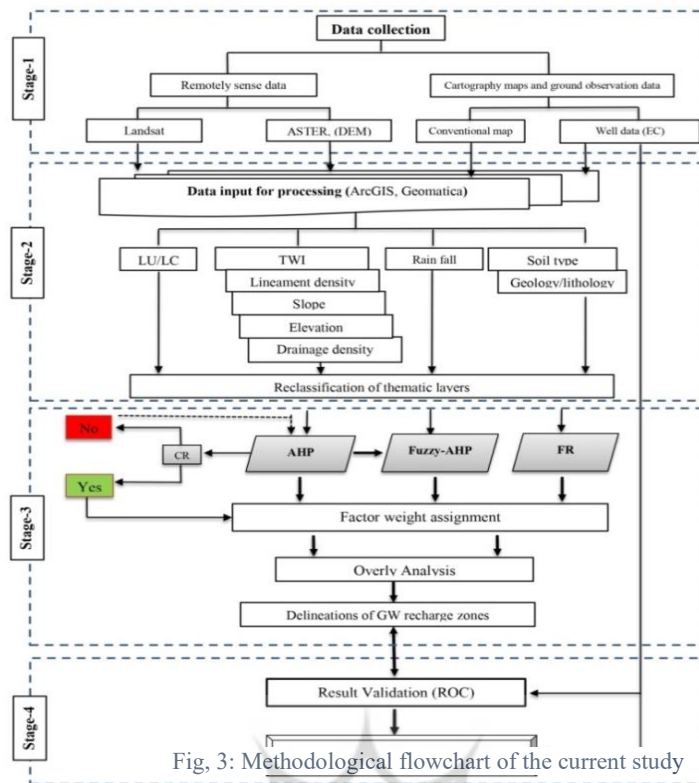 Stage-1
Data collection
Remotely sense data
Cartography maps and ground observation data
Landsat
ASTER, (DEM)
Conventional map
Well data (EC)
Stage-2
Data input for processing (ArcGIS, Geomatica)
LU/LC
TWI
Lineament density
Slope
Elevation
Drainage density
Rain fall
Soil type
Geology/lithology
Reclassification of thematic layers
Stage-3
No
CR
Yes
AHP
Fuzzy-AHP
FR
Factor weight assignment
Overly Analysis
Delineations of GW recharge zones
Stage-4
Result Validation (ROC)
Fig, 3: Methodological flowchart of the current study